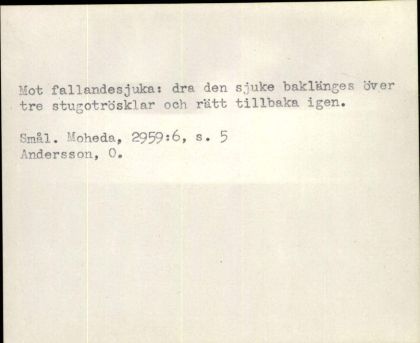 Mot fallandesjuka: dra den sjuke baklänges över
tre stugotrösklar och rätt tillbaka igen.
Smål. Moheda, 2959:6, s. 5
Andersson, O.